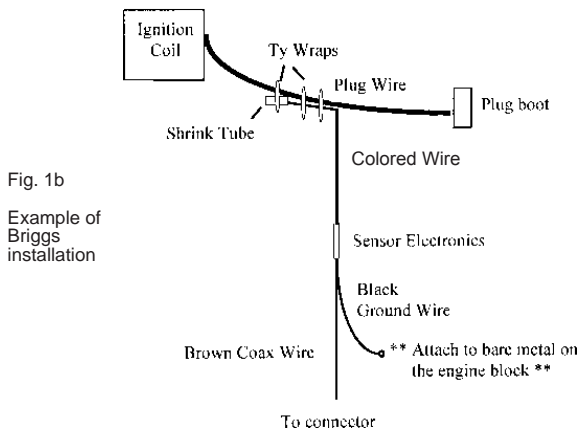 Ignition
Coil
Ty Wraps
Plug Wire
Plug boot
Shrink Tube
Colored Wire
Fig. 1b
Example of
Briggs
installation
Sensor Electronics
Black
Ground Wire
Brown Coax Wire
** Attach to bare metal on
the engine block **
To connector